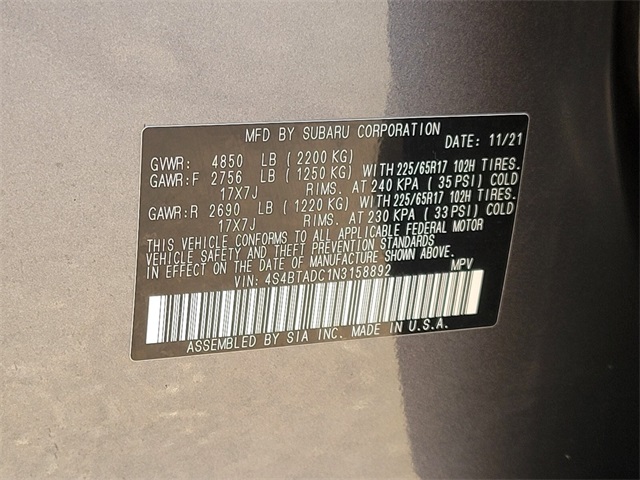 MFD BY SUBARU CORPORATION DATE: 11/21
GVWR: 4850 LB ( 2200 KG)
GAWR:F 2756 LB ( 1250 KG) WITH 225/65R17 102H TIRES.
17X7J RIMS. AT 240 KPA ( 35 PSI) COLD
GAWR:R 2690 LB ( 1220 KG) WITH 225/65R17 102H TIRES.
17X7J RIMS. AT 230 KPA ( 33 PSI) COLD
THIS VEHICLE CONFORMS TO ALL APPLICABLE FEDERAL MOTOR
VEHICLE SAFETY AND THEFT PREVENTION STANDARDS
IN EFFECT ON THE DATE OF MANUFACTURE SHOWN ABOVE.
VIN: 4S4BTADC1N3158892 MPV
ASSEMBLED BY SIA INC. MADE IN U.S.A.